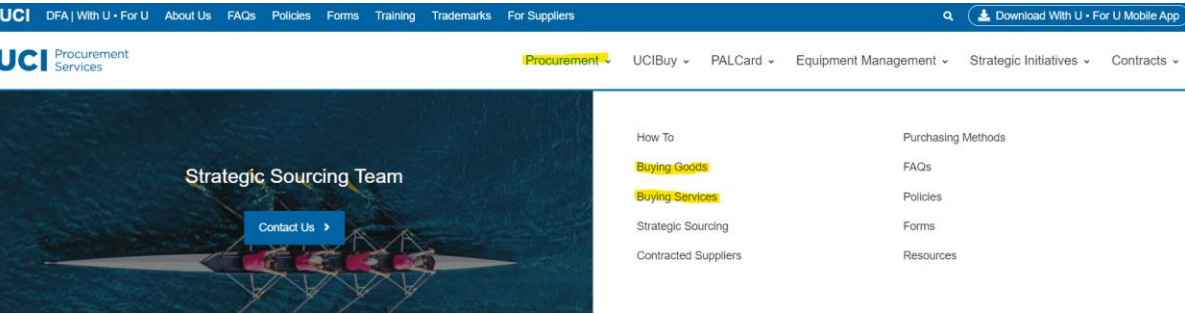 UCI DFA | With U • For U About Us FAQs Policies Forms Training Trademarks For Suppliers Download With U • For U Mobile App
UCI Procurement Services
Procurement UCIBuy PALCard Equipment Management Strategic Initiatives Contracts
Strategic Sourcing Team
Contact Us
How To Purchasing Methods
Buying Goods FAQs
Buying Services Policies
Strategic Sourcing Forms
Contracted Suppliers Resources